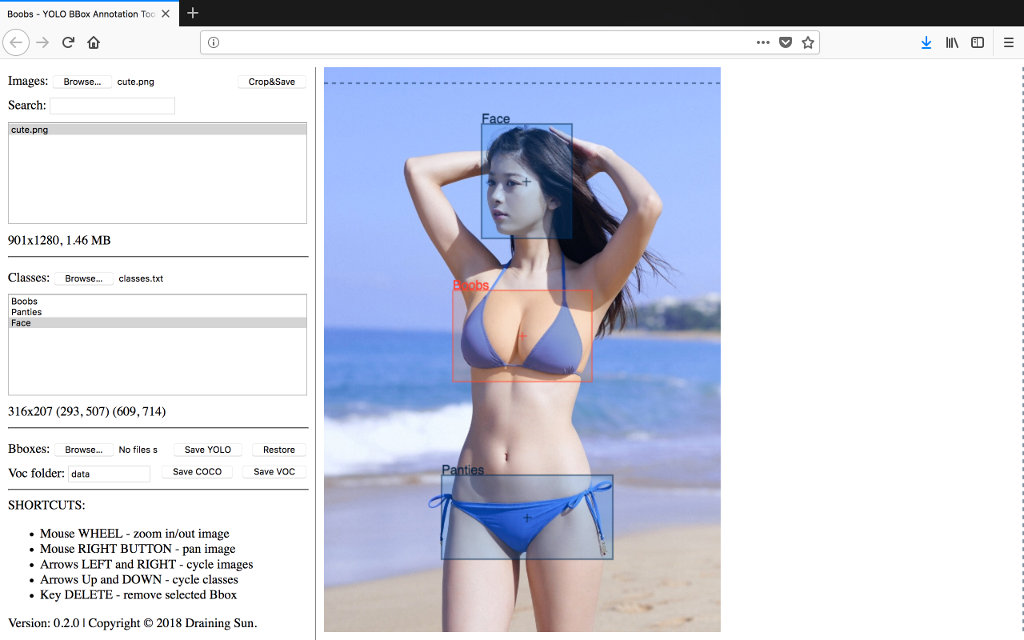 Boobs - YOLO BBox Annotation Too
Images: Browse... cute.png Crop&Save
Search:
cute.png
901x1280, 1.46 MB
Classes: Browse... classes.txt
Boobs
Panties
Face
316x207 (293, 507) (609, 714)
Bboxes: Browse... No files s Save YOLO Restore
Voc folder: data Save COCO Save VOC
SHORTCUTS:
• Mouse WHEEL - zoom in/out image
• Mouse RIGHT BUTTON - pan image
• Arrows LEFT and RIGHT - cycle images
• Arrows Up and DOWN - cycle classes
• Key DELETE - remove selected Bbox
Version: 0.2.0 | Copyright © 2018 Draining Sun.
Face
Boobs
Panties